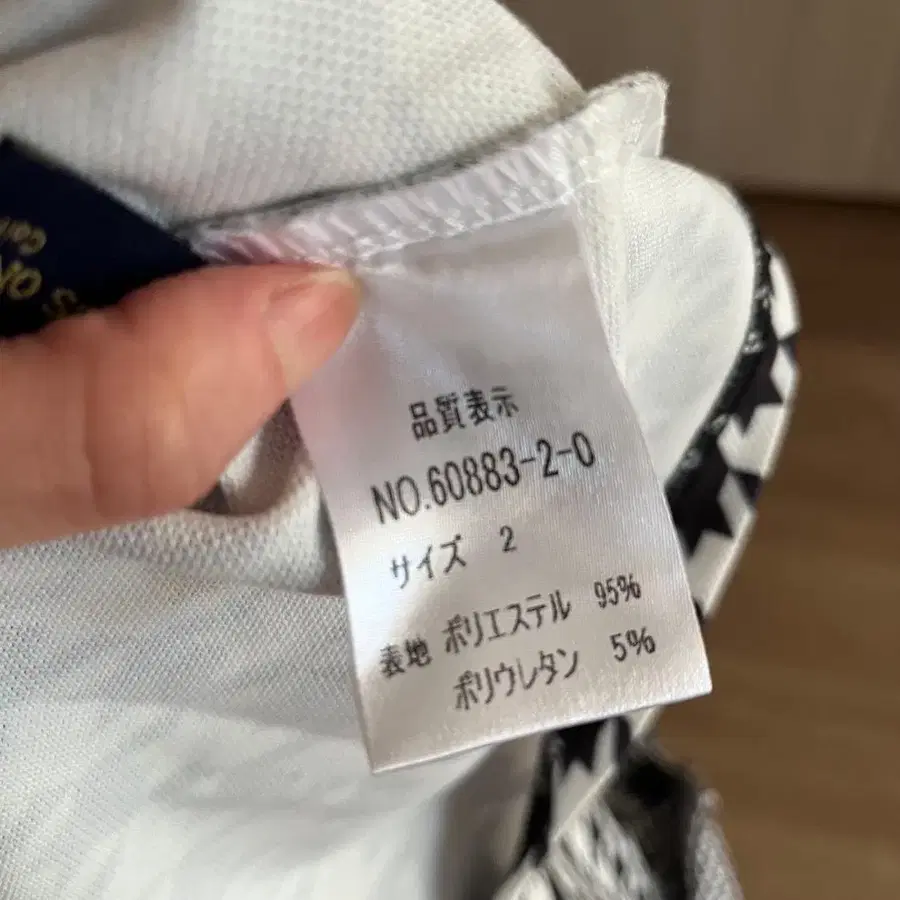 品質表示
NO.60883-2-0
サイズ 2
表地 ポリエステル 95%
ポリウレタン 5%